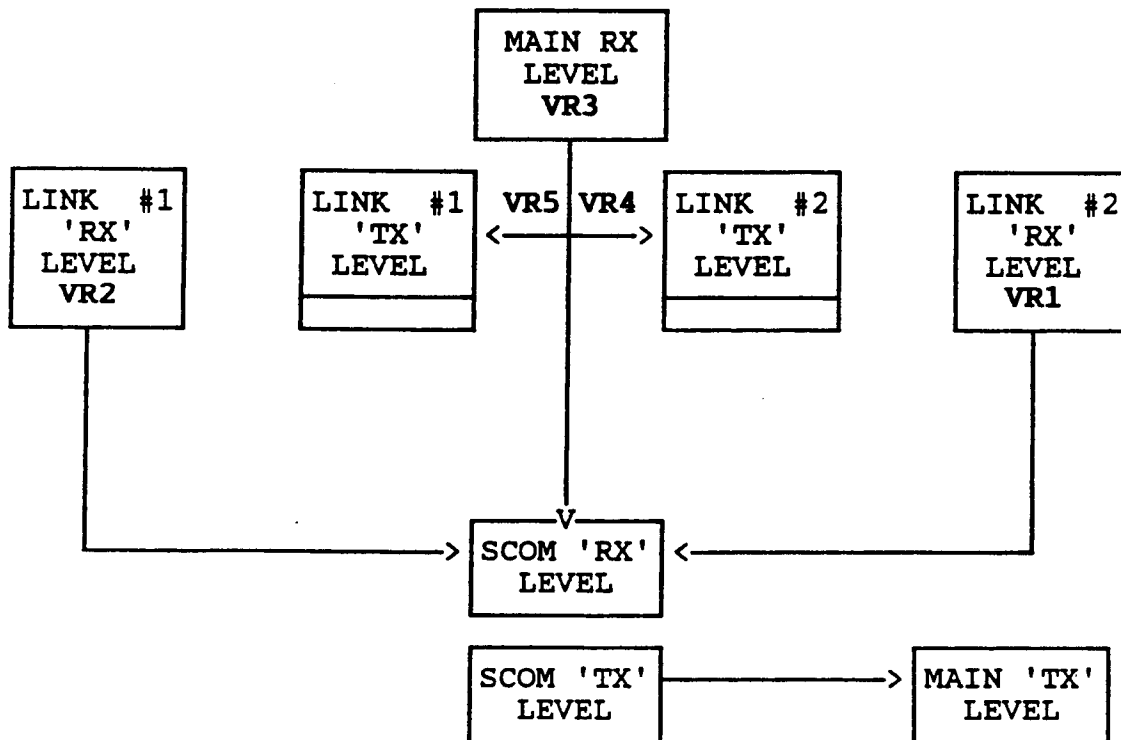 MAIN RX
LEVEL
VR3
LINK #1
'RX'
LEVEL
VR2
LINK #1
'TX'
LEVEL
VR5 VR4
LINK #2
'TX'
LEVEL
LINK #2
'RX'
LEVEL
VR1
SCOM 'RX'
LEVEL
SCOM 'TX'
LEVEL
MAIN 'TX'
LEVEL